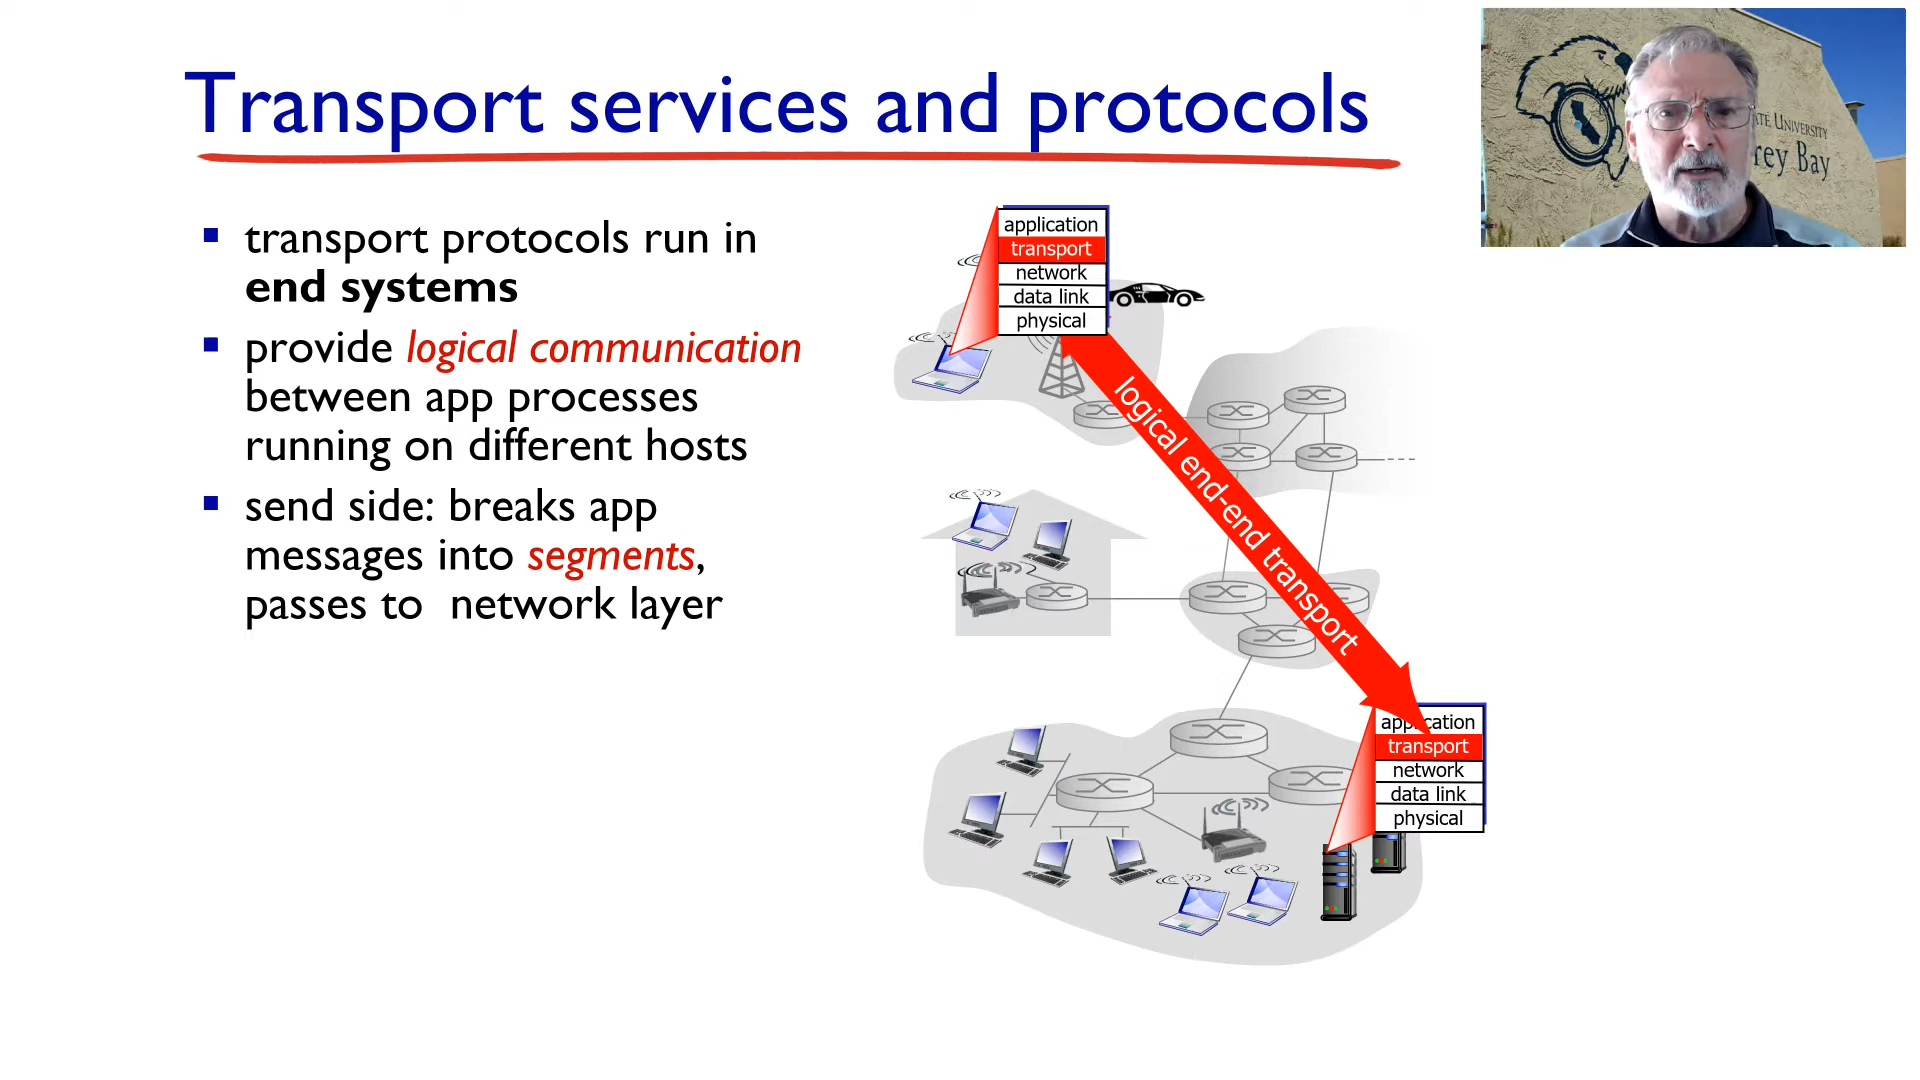 Transport services and protocols
transport protocols run in
end systems
provide logical communication
between app processes
running on different hosts
send side: breaks app
messages into segments,
passes to network layer
application
transport
network
data link
physical
logical end-end transport
application
transport
network
data link
physical
UNIVERSITY
Bay